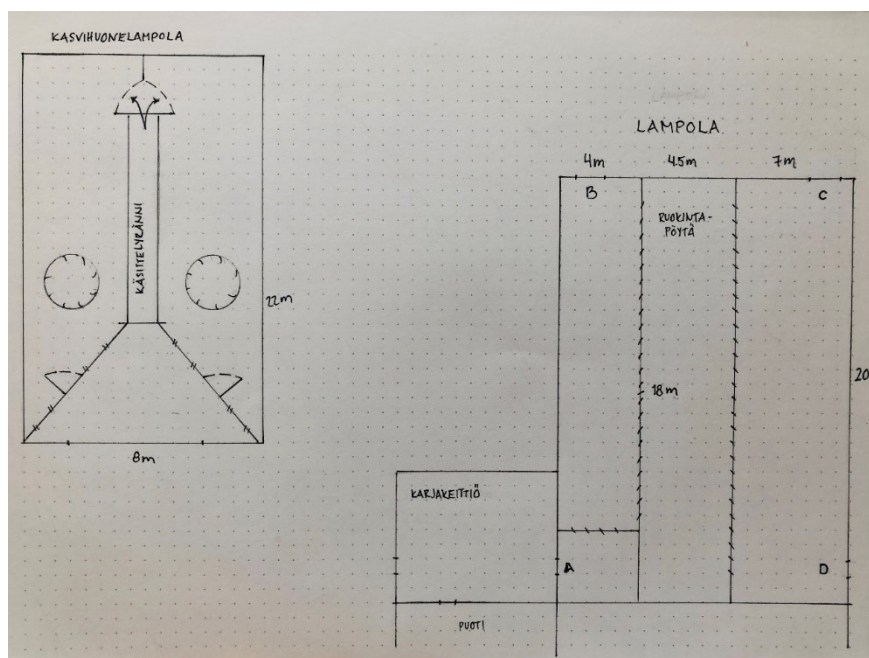 KASVIHUONELAMPOLA
KÄSITTELYRÄNNI
22m
8m
LAMPOLA
4m
4.5m
7m
B
RUOKINTA-
PÖYTÄ
C
18m
20
KARJAKEITTIÖ
A
D
PUOTI